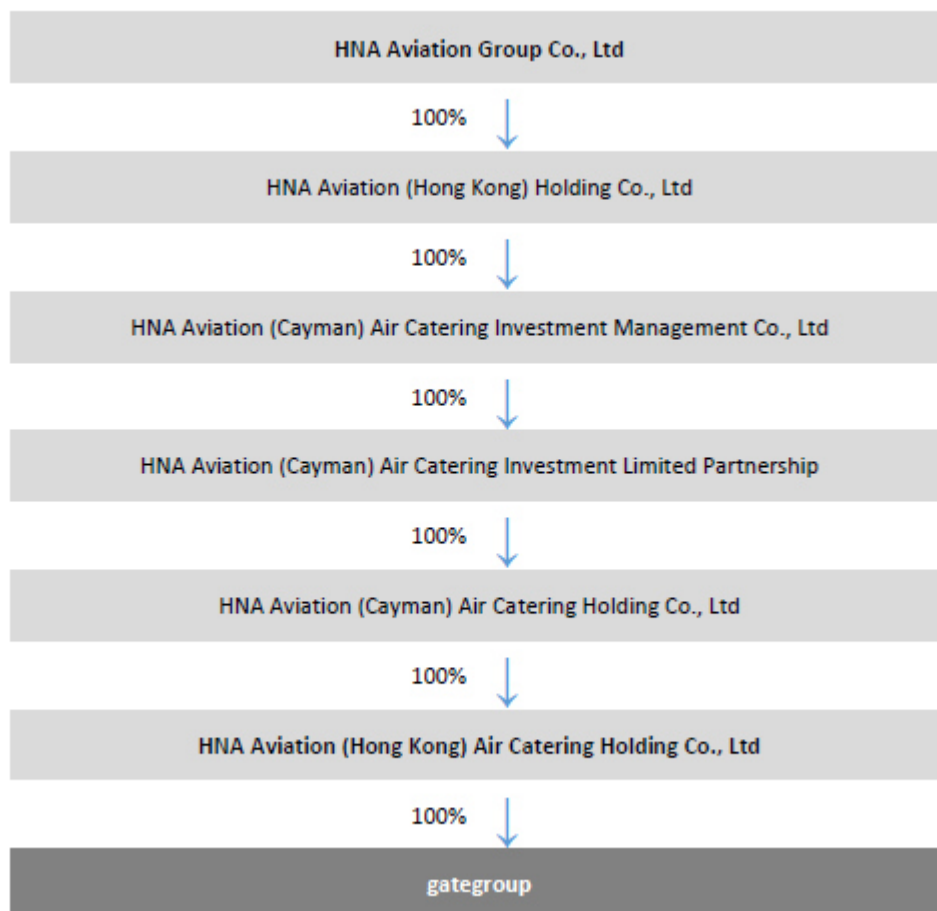 HNA Aviation Group Co., Ltd
100%
HNA Aviation (Hong Kong) Holding Co., Ltd
100%
HNA Aviation (Cayman) Air Catering Investment Management Co., Ltd
100%
HNA Aviation (Cayman) Air Catering Investment Limited Partnership
100%
HNA Aviation (Cayman) Air Catering Holding Co., Ltd
100%
HNA Aviation (Hong Kong) Air Catering Holding Co., Ltd
100%
gategroup